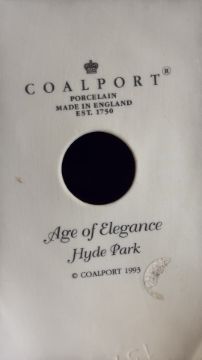 COALPORT®
PORCELAIN
MADE IN ENGLAND
EST. 1750
Age of Elegance
Hyde Park
© COALPORT 1993